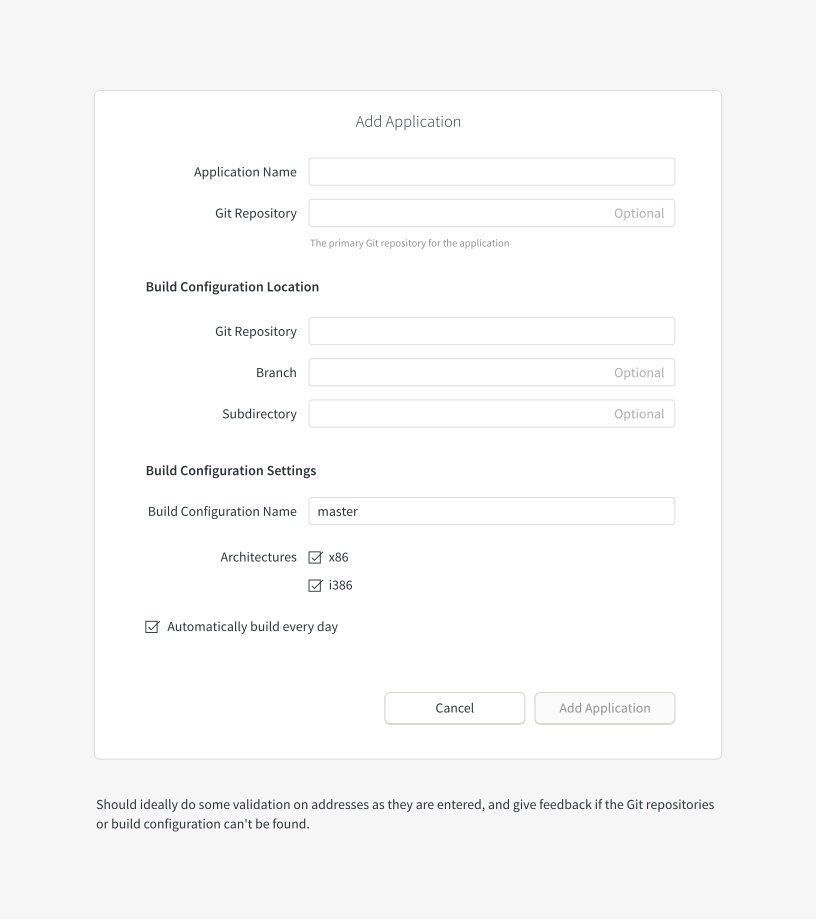 Add Application
Application Name
Git Repository Optional
The primary Git repository for the application
Build Configuration Location
Git Repository
Branch Optional
Subdirectory Optional
Build Configuration Settings
Build Configuration Name master
Architectures x86
i386
Automatically build every day
Cancel Add Application
Should ideally do some validation on addresses as they are entered, and give feedback if the Git repositories
or build configuration can't be found.